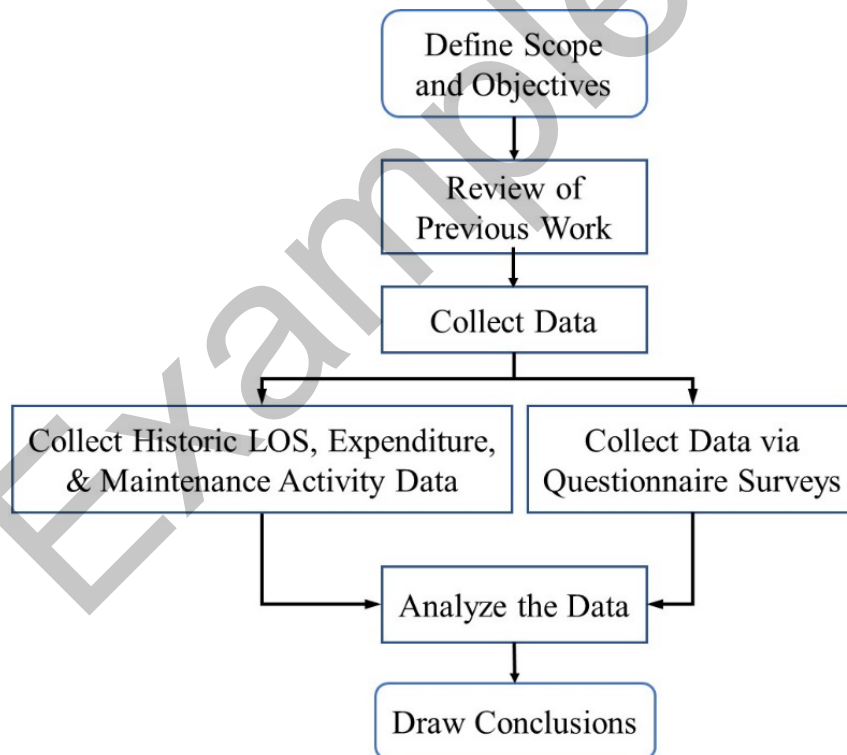 Define Scope
and Objectives
Review of
Previous Work
Collect Data
Collect Historic LOS, Expenditure,
& Maintenance Activity Data
Collect Data via
Questionnaire Surveys
Analyze the Data
Draw Conclusions
Example